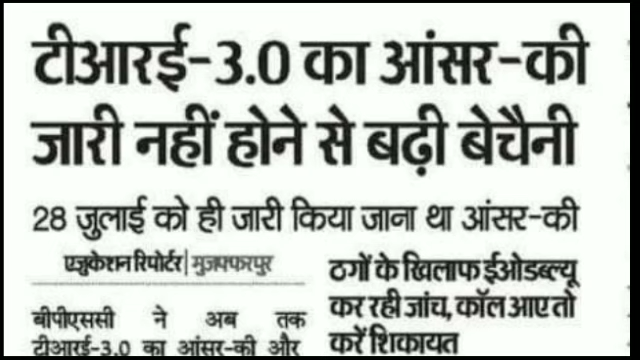 टीआरई-3.0 का आंसर-की
जारी नहीं होने से बढ़ी बेचैनी
28 जुलाई को ही जारी किया जाना था आंसर-की
एजुकेशन रिपोर्टर|मुजफ्फरपुर
बीपीएससी ने अब तक
टीआरई-3.0 का आंसर-की और
ठगों के खिलाफ ईओडब्ल्यू
कर रही जांच, कॉल आए तो
करें शिकायत